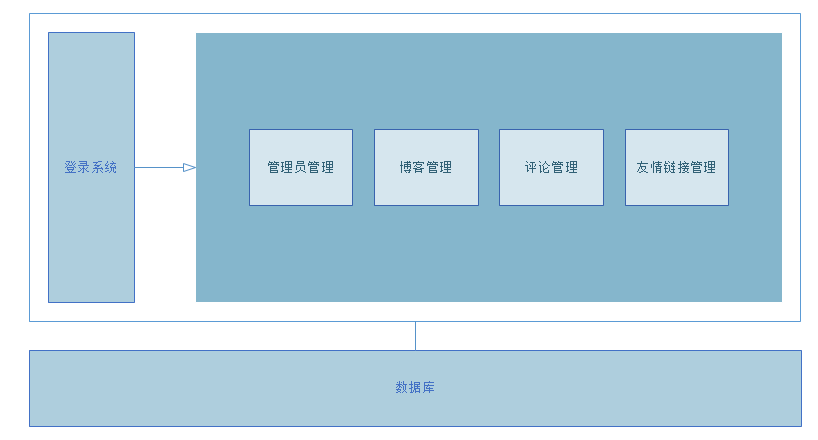 登录系统
管理员管理
博客管理
评论管理
友情链接管理
数据库